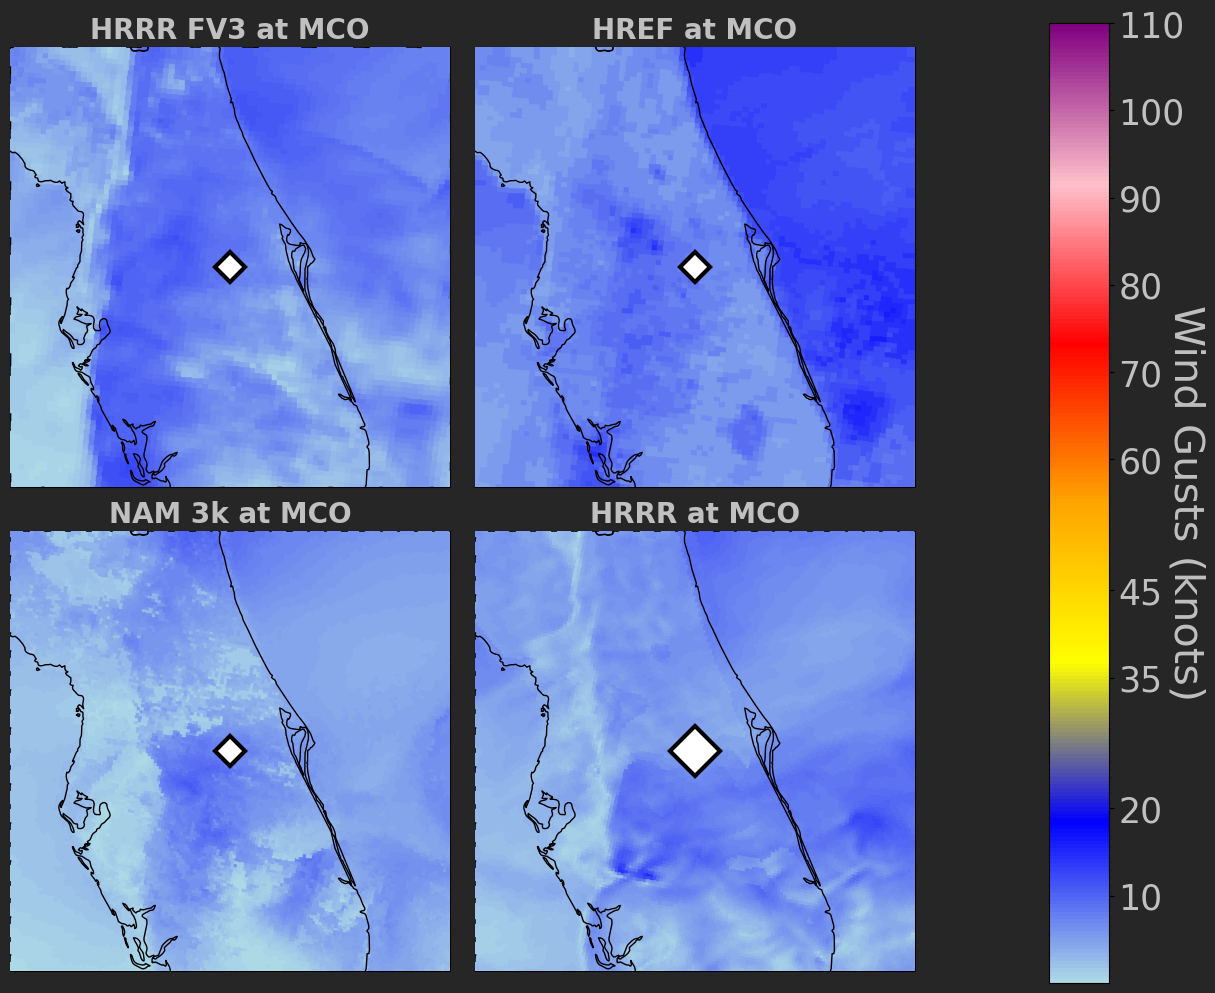 HRRR FV3 at MCO
HREF at MCO
NAM 3k at MCO
HRRR at MCO
110
100
90
80
70
60
45
35
20
10
Wind Gusts (knots)